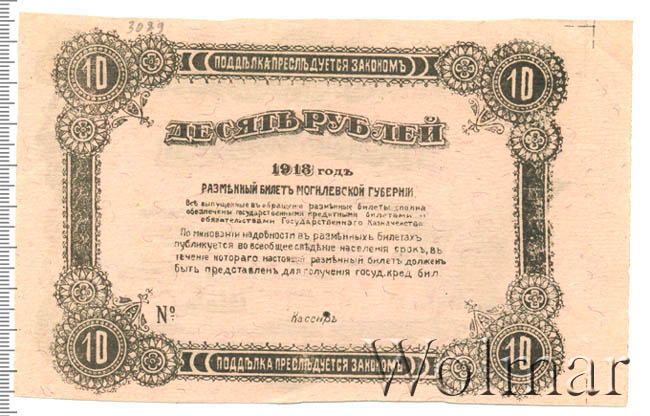 3089
ПОДДѢЛКА ПРЕСЛѢДУЕТСЯ ЗАКОНОМЪ
10 10
ДЕСЯТЬ РУБЛЕЙ
1918 ГОДЪ
РАЗМѢННЫЙ БИЛЕТЪ МОГИЛЕВСКОЙ ГУБЕРНІИ
Всѣ выпущенные въ обращеніе размѣнные билеты сполна
обезпечены государственными кредитными билетами и
обязательствами Государственнаго Казначейства
По минованіи надобности въ размѣнныхъ билетахъ
публикуется во всеобщее свѣдѣніе населенія срокъ, въ
теченіе котораго настоящій размѣнный билетъ долженъ
быть представленъ для полученія госуд. кред. бил.
№
Кассиръ
10 10
ПОДДѢЛКА ПРЕСЛѢДУЕТСЯ ЗАКОНОМЪ
Wolmar